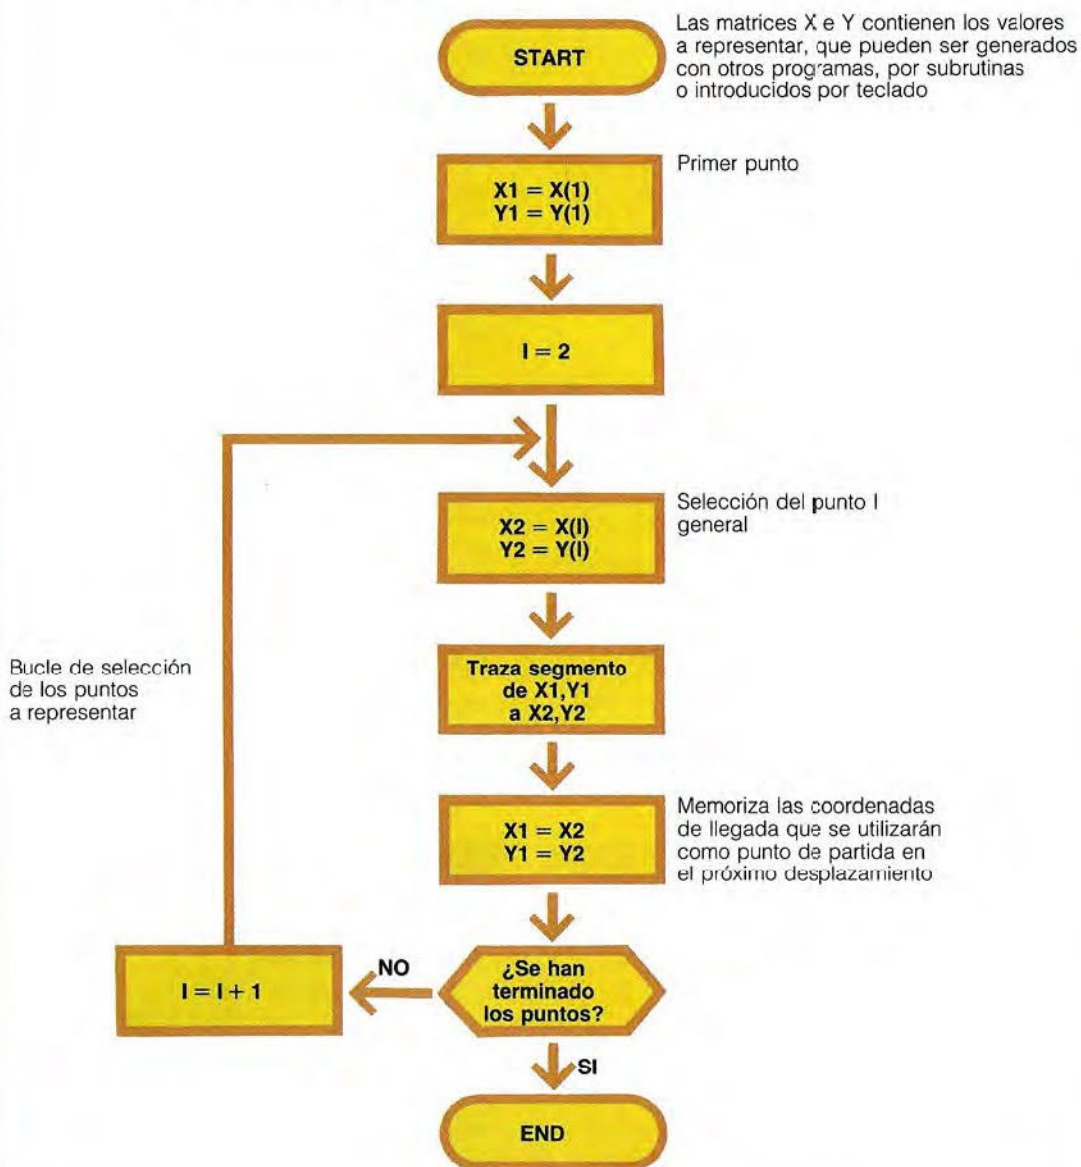 START
Las matrices X e Y contienen los valores
a representar, que pueden ser generados
con otros programas, por subrutinas
o introducidos por teclado
X1 = X(1)
Y1 = Y(1)
Primer punto
I = 2
X2 = X(I)
Y2 = Y(I)
Selección del punto I
general
Bucle de selección
de los puntos
a representar
Traza segmento
de X1,Y1
a X2,Y2
X1 = X2
Y1 = Y2
Memoriza las coordenadas
de llegada que se utilizarán
como punto de partida en
el próximo desplazamiento
¿Se han
terminado
los puntos?
NO
I = I + 1
SI
END